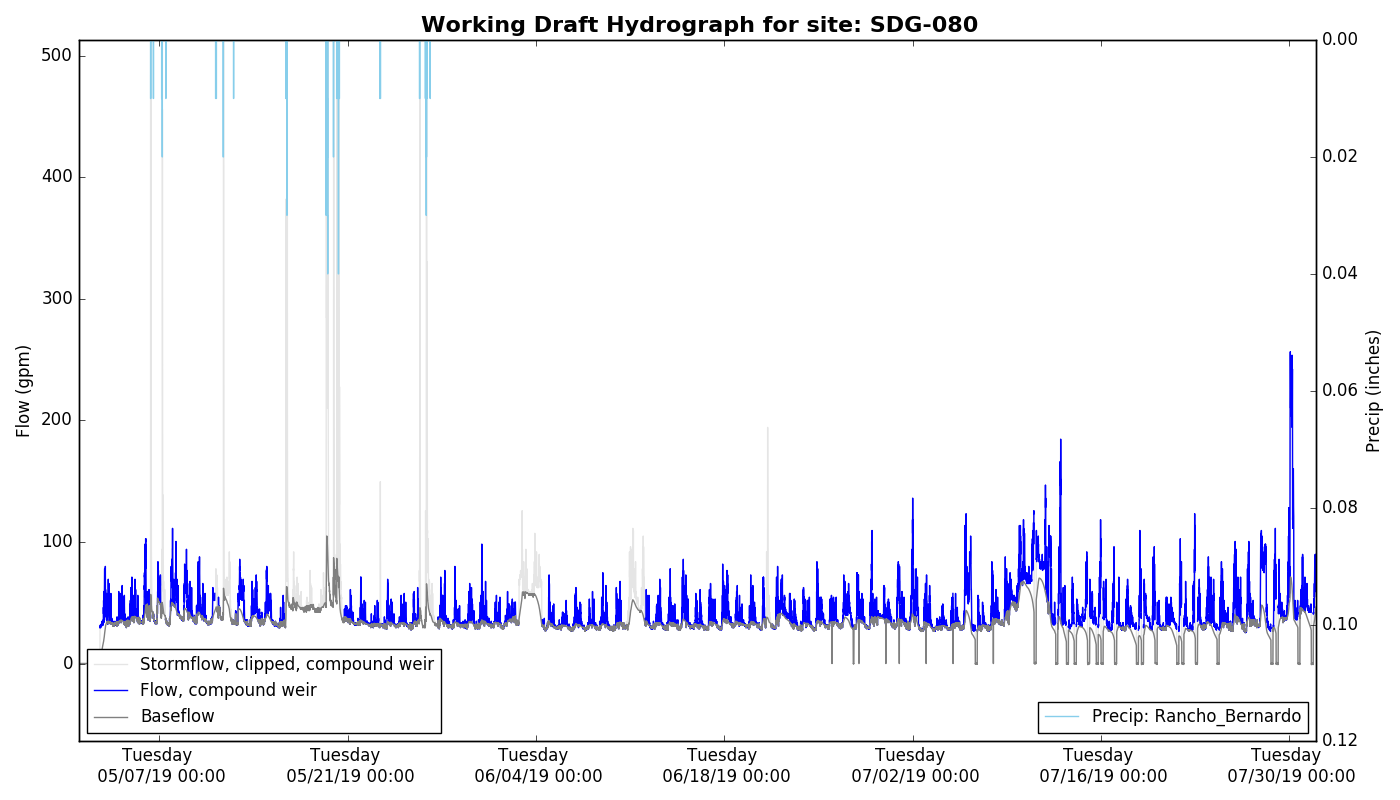 Working Draft Hydrograph for site: SDG-080
500
400
300
200
100
0
Flow (gpm)
0.00
0.02
0.04
0.06
0.08
0.10
0.12
Precip (inches)
Stormflow, clipped, compound weir
Flow, compound weir
Baseflow
Precip: Rancho_Bernardo
Tuesday
05/07/19 00:00
Tuesday
05/21/19 00:00
Tuesday
06/04/19 00:00
Tuesday
06/18/19 00:00
Tuesday
07/02/19 00:00
Tuesday
07/16/19 00:00
Tuesday
07/30/19 00:00